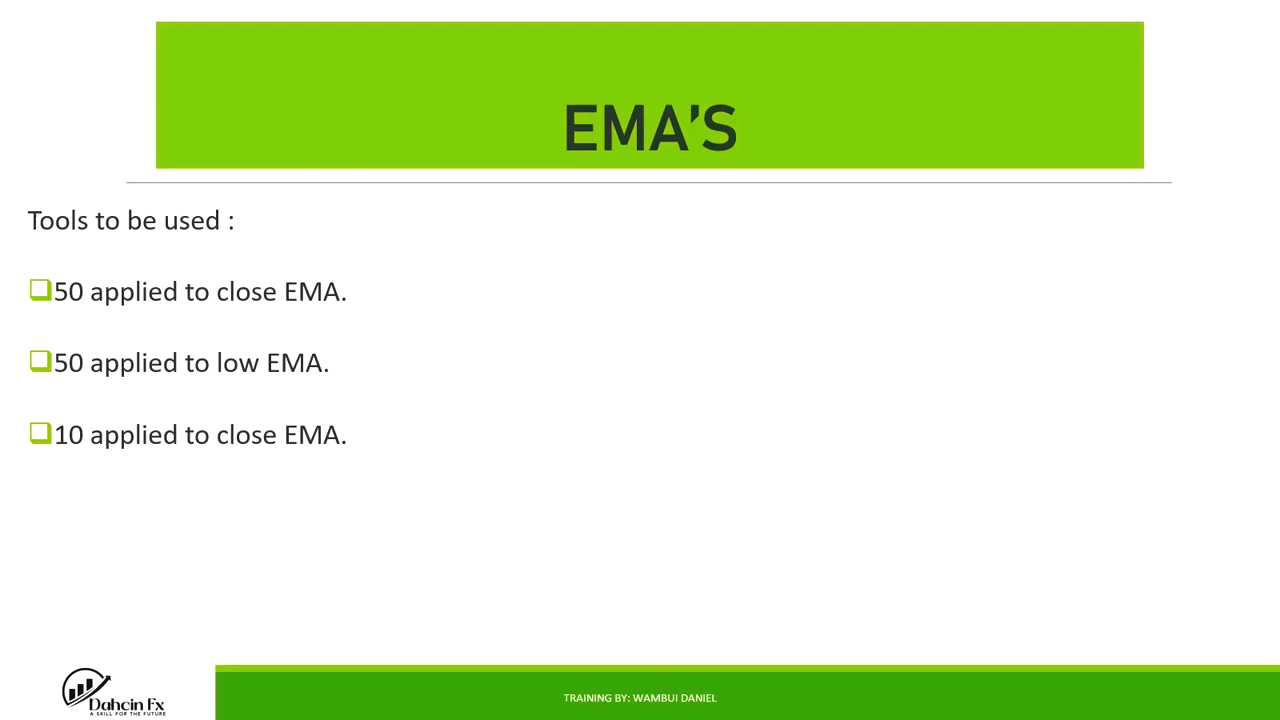 EMA'S
Tools to be used :
50 applied to close EMA.
50 applied to low EMA.
10 applied to close EMA.
Dahcin Fx
A SKILL FOR THE FUTURE
TRAINING BY: WAMBUI DANIEL